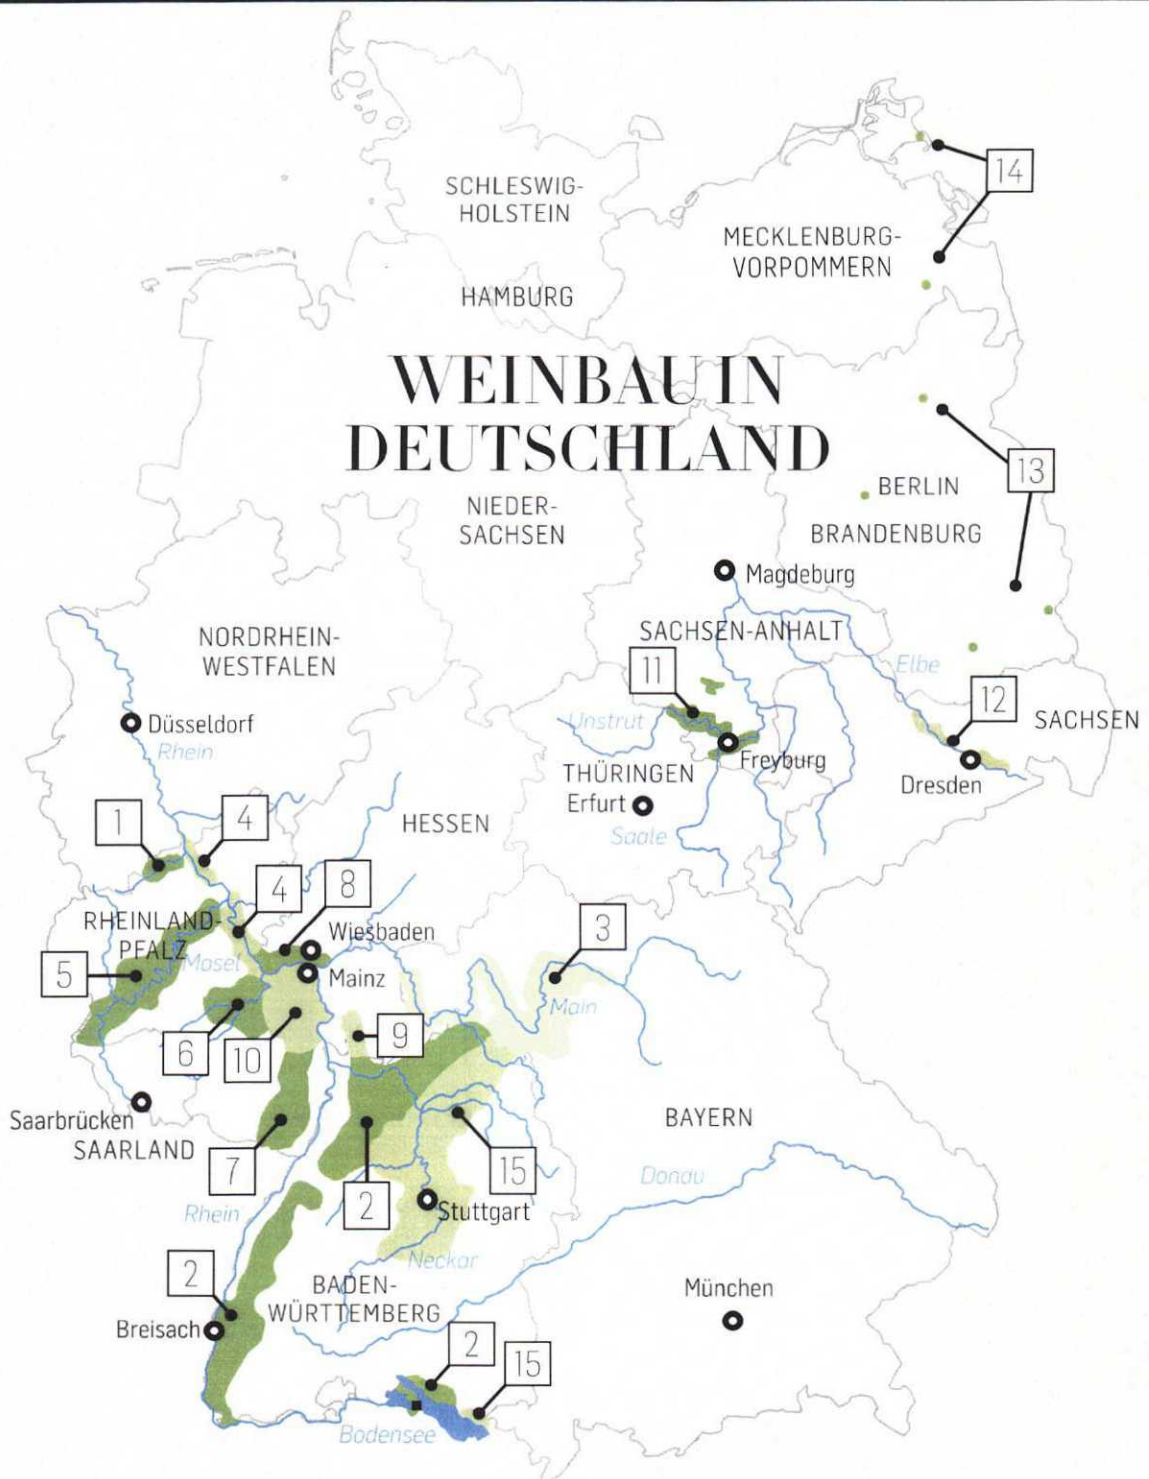 14
SCHLESWIG-
HOLSTEIN
MECKLENBURG-
VORPOMMERN
HAMBURG
WEINBAU IN
DEUTSCHLAND
13
BERLIN
NIEDER-
SACHSEN
BRANDENBURG
Magdeburg
NORDRHEIN-
WESTFALEN
SACHSEN-ANHALT
11
Elbe
12
Düsseldorf
Rhein
Unstrut
SACHSEN
Freyburg
THÜRINGEN
Dresden
Erfurt
1
4
HESSEN
Saale
4
8
RHEINLAND-
PFALZ
Wiesbaden
3
5
Mosel
Mainz
Main
6
10
9
Saarbrücken
SAARLAND
BAYERN
7
2
15
Donau
Rhein
Stuttgart
Neckar
2
BADEN-
WÜRTTEMBERG
München
Breisach
2
15
Bodensee